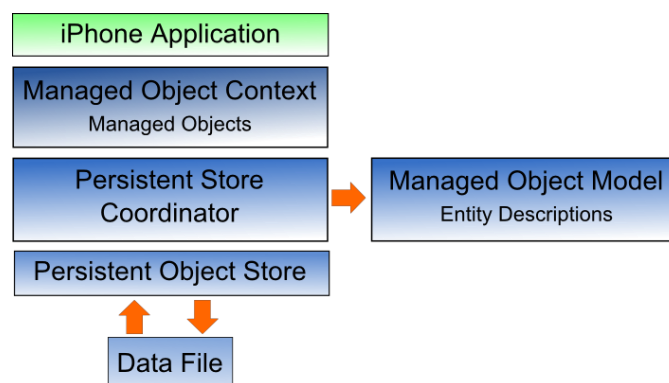 iPhone Application
Managed Object Context
Managed Objects
Persistent Store
Coordinator
Managed Object Model
Entity Descriptions
Persistent Object Store
Data File